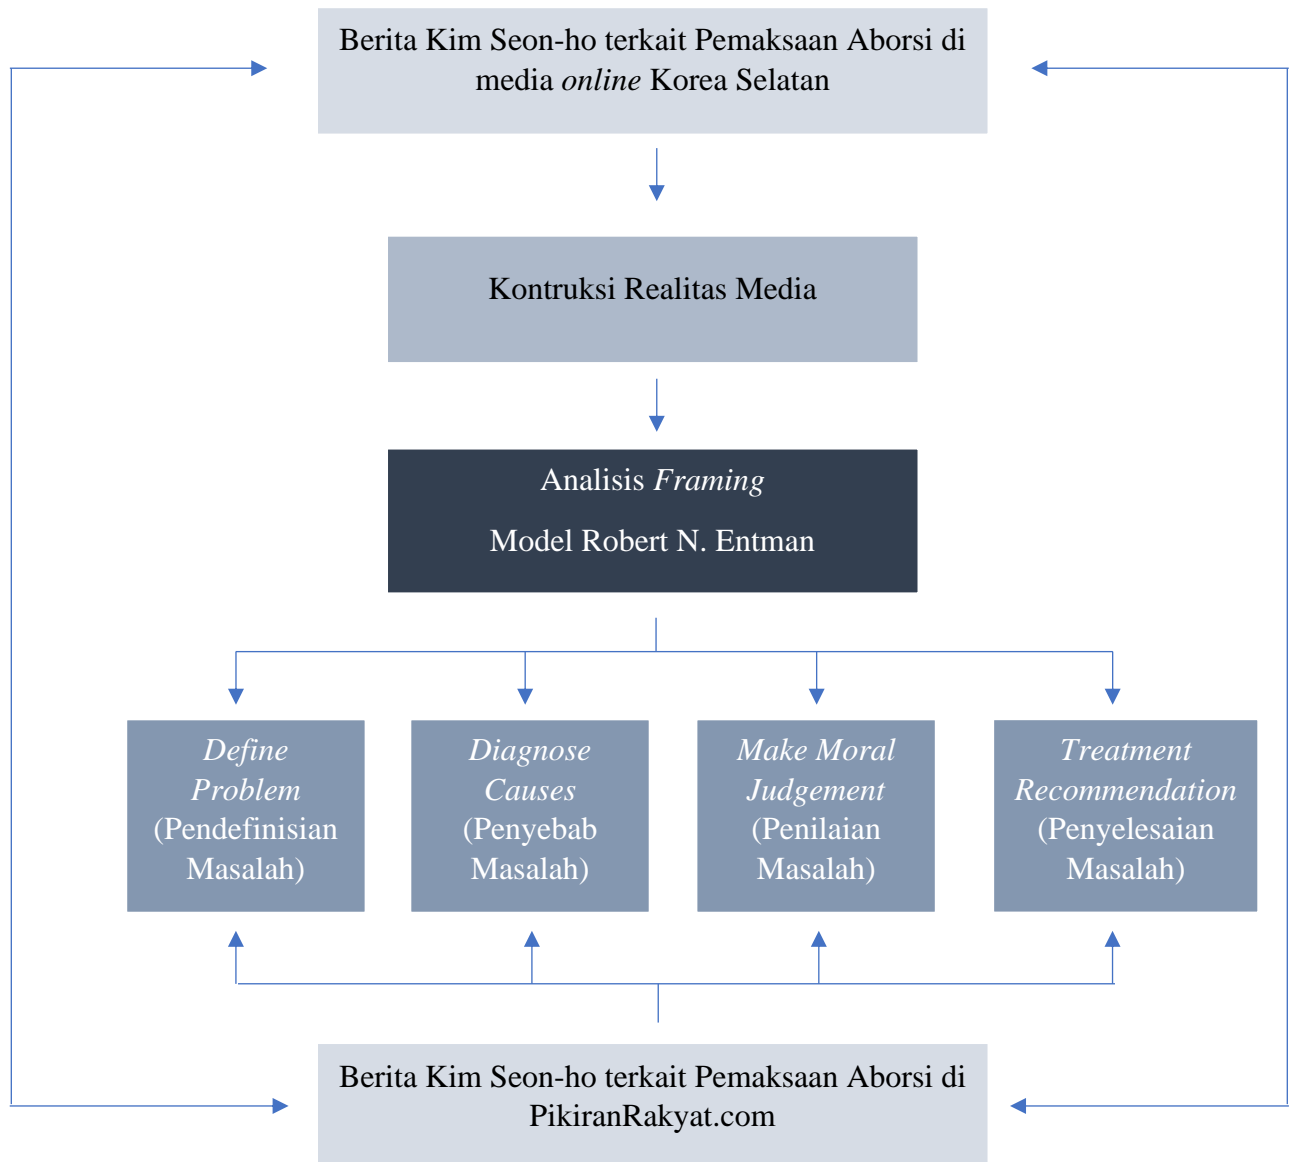 Berita Kim Seon-ho terkait Pemaksaan Aborsi di
media online Korea Selatan
Kontruksi Realitas Media
Analisis Framing
Model Robert N. Entman
Define
Problem
(Pendefinisian
Masalah)
Diagnose
Causes
(Penyebab
Masalah)
Make Moral
Judgement
(Penilaian
Masalah)
Treatment
Recommendation
(Penyelesaian
Masalah)
Berita Kim Seon-ho terkait Pemaksaan Aborsi di
PikiranRakyat.com